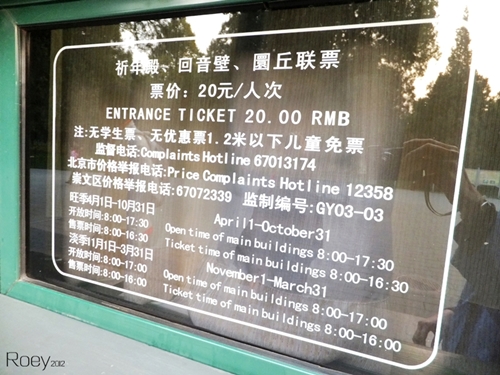 祈年殿、回音壁、圜丘联票
票价：20元/人次
ENTRANCE TICKET 20.00 RMB
注:无学生票、无优惠票1.2米以下儿童免票
监督电话:Complaints Hotline 67013174
北京市价格举报电话:Price Complaints Hotline 12358
崇文区价格举报电话:67072339 监制编号:GY03-03
旺季4月1日-10月31日
开放时间:8:00-17:30
售票时间:8:00-16:30
April1-October31
Open time of main buildings 8:00-17:30
Ticket time of main buildings 8:00-16:30
淡季11月1日-3月31日
开放时间:8:00-17:00
售票时间:8:00-16:00
November1-March31
Open time of main buildings 8:00-17:00
Ticket time of main buildings 8:00-16:00
Roey2012